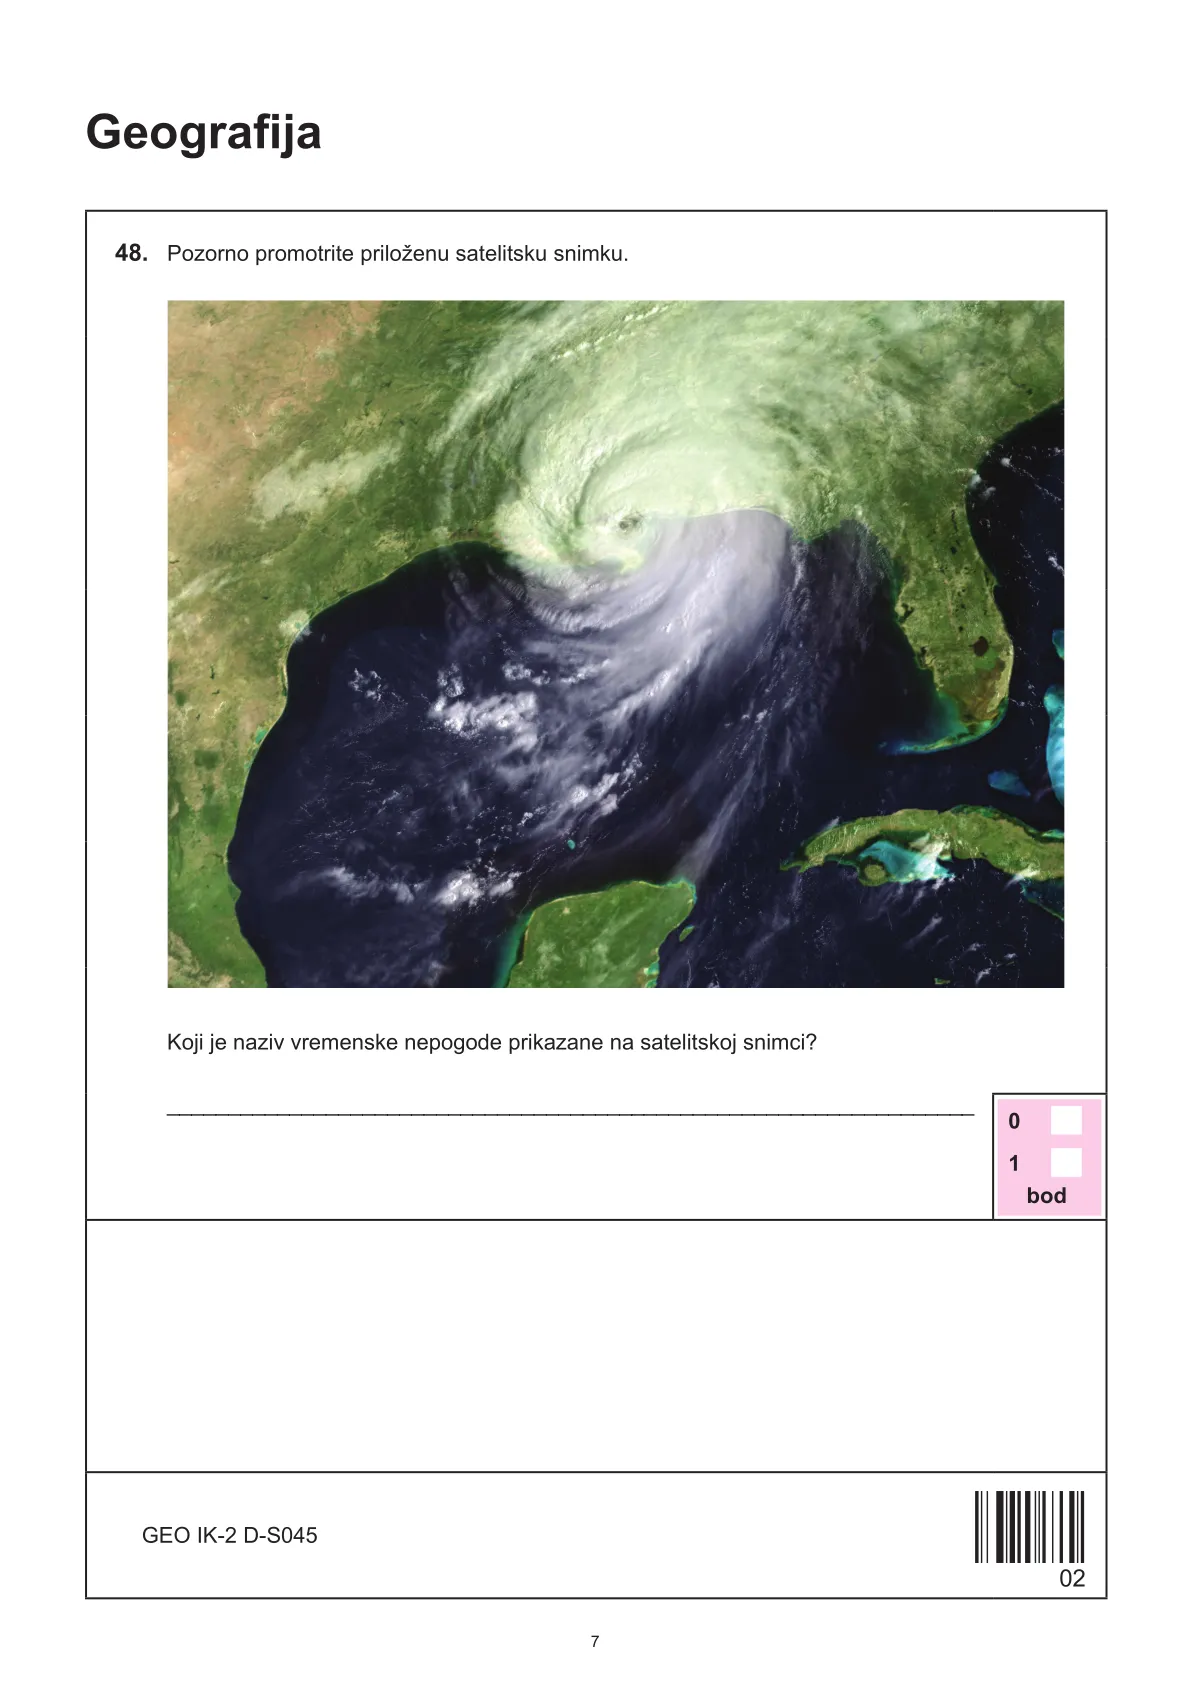 Geografija
48. Pozorno promotrite priloženu satelitsku snimku.
Koji je naziv vremenske nepogode prikazane na satelitskoj snimci?
0
1
bod
GEO IK-2 D-S045
02
7